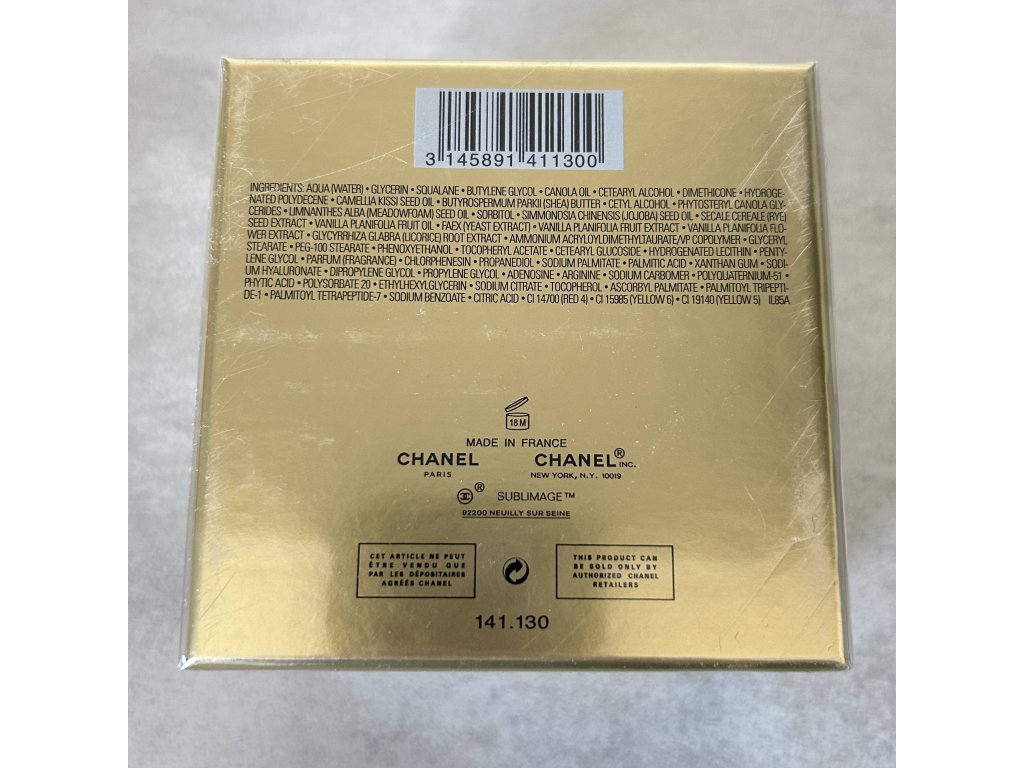 3 145891 411300
INGREDIENTS: AQUA (WATER) • GLYCERIN • SQUALANE • BUTYLENE GLYCOL • CANOLA OIL • CETEARYL ALCOHOL • DIMETHICONE • HYDROGE-
NATED POLYDECENE • CAMELLIA KISSI SEED OIL • BUTYROSPERMUM PARKII (SHEA) BUTTER • CETYL ALCOHOL • PHYTOSTERYL CANOLA GLY-
CERIDES • LIMNANTHES ALBA (MEADOWFOAM) SEED OIL • SORBITOL • SIMMONDSIA CHINENSIS (JOJOBA) SEED OIL • SECALE CEREALE (RYE)
SEED EXTRACT • VANILLA PLANIFOLIA FRUIT OIL • FAEX (YEAST EXTRACT) • VANILLA PLANIFOLIA FRUIT EXTRACT • VANILLA PLANIFOLIA FLO-
WER EXTRACT • GLYCYRRHIZA GLABRA (LICORICE) ROOT EXTRACT • AMMONIUM ACRYLOYLDIMETHYLTAURATE/VP COPOLYMER • GLYCERYL
STEARATE • PEG-100 STEARATE • PHENOXYETHANOL • TOCOPHERYL ACETATE • CETEARYL GLUCOSIDE • HYDROGENATED LECITHIN • PENTY-
LENE GLYCOL • PARFUM (FRAGRANCE) • CHLORPHENESIN • PROPANEDIOL • SODIUM PALMITATE • PALMITIC ACID • XANTHAN GUM • SODI-
UM HYALURONATE • DIPROPYLENE GLYCOL • PROPYLENE GLYCOL • ADENOSINE • ARGININE • SODIUM CARBOMER • POLYQUATERNIUM-51 •
PHYTIC ACID • POLYSORBATE 20 • ETHYLHEXYLGLYCERIN • SODIUM CITRATE • TOCOPHEROL • ASCORBYL PALMITATE • PALMITOYL TRIPEPTI-
DE-1 • PALMITOYL TETRAPEPTIDE-7 • SODIUM BENZOATE • CITRIC ACID • CI 14700 (RED 4) • CI 15985 (YELLOW 6) • CI 19140 (YELLOW 5) IL85A
18 M
MADE IN FRANCE
CHANEL CHANEL® INC.
PARIS NEW YORK, N.Y. 10019
® SUBLIMAGE™
92200 NEUILLY SUR SEINE
CET ARTICLE NE PEUT
ÊTRE VENDU QUE
PAR LES DÉPOSITAIRES
AGRÉÉS CHANEL
THIS PRODUCT CAN
BE SOLD ONLY BY
AUTHORIZED CHANEL
RETAILERS
141.130